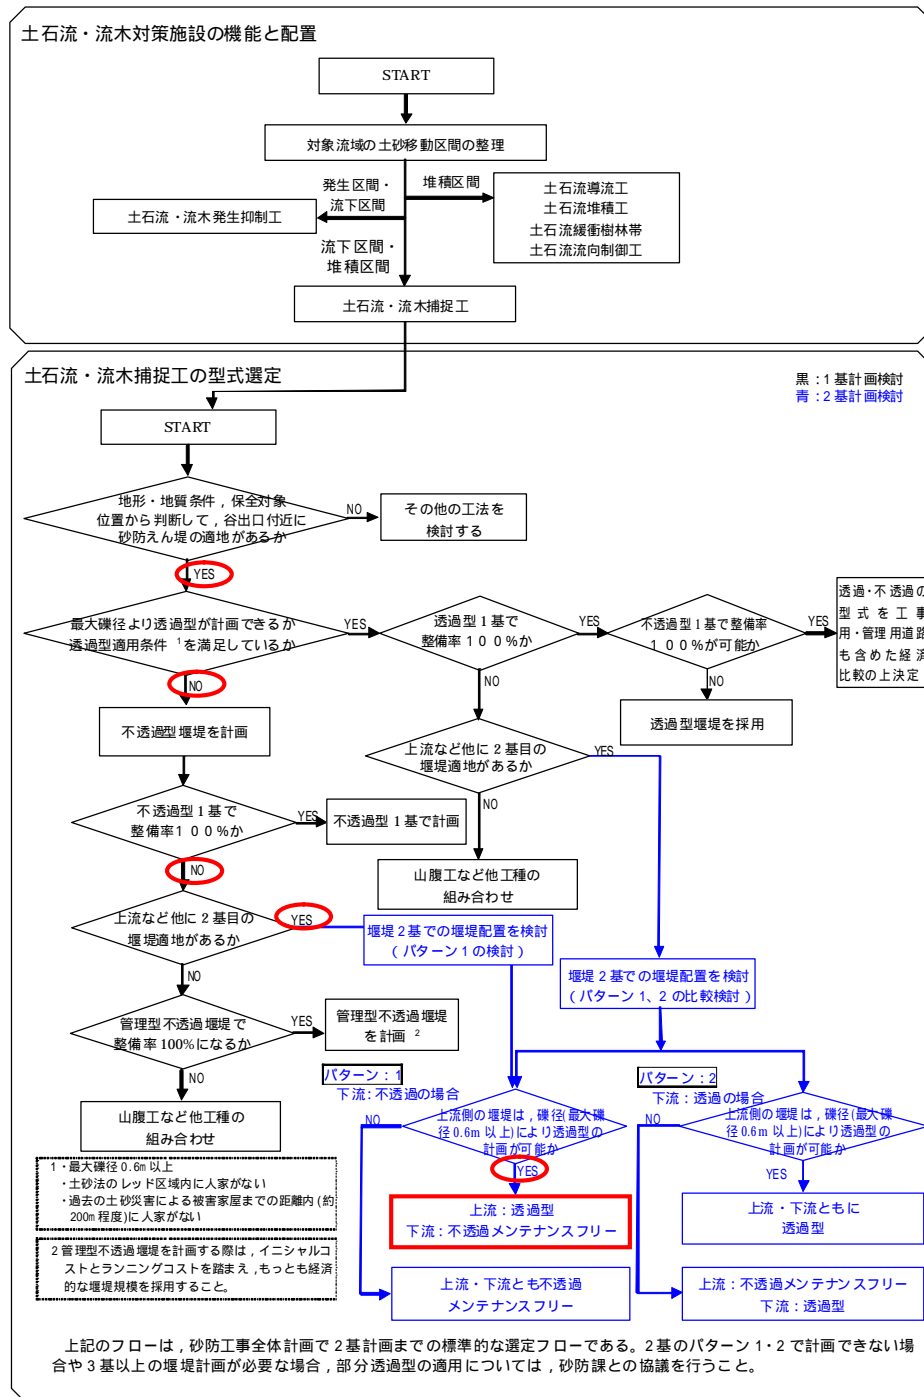 土石流・流木対策施設の機能と配置
START
対象流域の土砂移動区間の整理
発生区間・
流下区間
堆積区間
土石流・流木発生抑制工
土石流導流工
土石流堆積工
土石流緩衝樹林帯
土石流流向制御工
流下区間・
堆積区間
土石流・流木捕捉工
土石流・流木捕捉工の型式選定
黒：1基計画検討
青：2基計画検討
START
地形・地質条件，保全対象
位置から判断して，谷出口付近に
砂防えん堤の適地があるか
NO
その他の工法を
検討する
YES
最大礫径より透過型が計画できるか
透過型適用条件 1を満足しているか
YES
透過型1基で
整備率100%か
YES
不透過型1基で整備率
100%が可能か
YES
透過・不透過の
型式を工事
用・管理用道路
も含めた経済
比較の上決定
NO
NO
NO
不透過型堰堤を計画
透過型堰堤を採用
上流など他に2基目の
堰堤適地があるか
YES
不透過型1基で
整備率100%か
YES
不透過型1基で計画
NO
NO
山腹工など他工種の
組み合わせ
上流など他に2基目の
堰堤適地があるか
YES
堰堤2基での堰堤配置を検討
(パターン1の検討)
堰堤2基での堰堤配置を検討
(パターン1、2の比較検討)
NO
管理型不透過堰堤で
整備率100%になるか
YES
管理型不透過堰堤
を計画 2
NO
山腹工など他工種の
組み合わせ
パターン：1
下流：不透過の場合
上流側の堰堤は，礫径(最大礫
径0.6m以上)により透過型の
計画が可能か
NO
YES
パターン：2
下流：透過の場合
上流側の堰堤は，礫径(最大礫
径0.6m以上)により透過型の
計画が可能か
NO
YES
上流：透過型
下流：不透過メンテナンスフリー
上流・下流ともに
透過型
上流・下流とも不透過
メンテナンスフリー
上流：不透過メンテナンスフリー
下流：透過型
1・最大礫径0.6m以上
・土砂法のレッド区域内に人家がない
・過去の土砂災害による被害家屋までの距離内(約
200m程度)に人家がない
2 管理型不透過堰堤を計画する際は，イニシャルコ
ストとランニングコストを踏まえ，もっとも経済
的な堰堤規模を採用すること。
上記のフローは，砂防工事全体計画で2基計画までの標準的な選定フローである。2基のパターン1・2で計画できない場
合や3基以上の堰堤計画が必要な場合，部分透過型の適用については，砂防課との協議を行うこと。